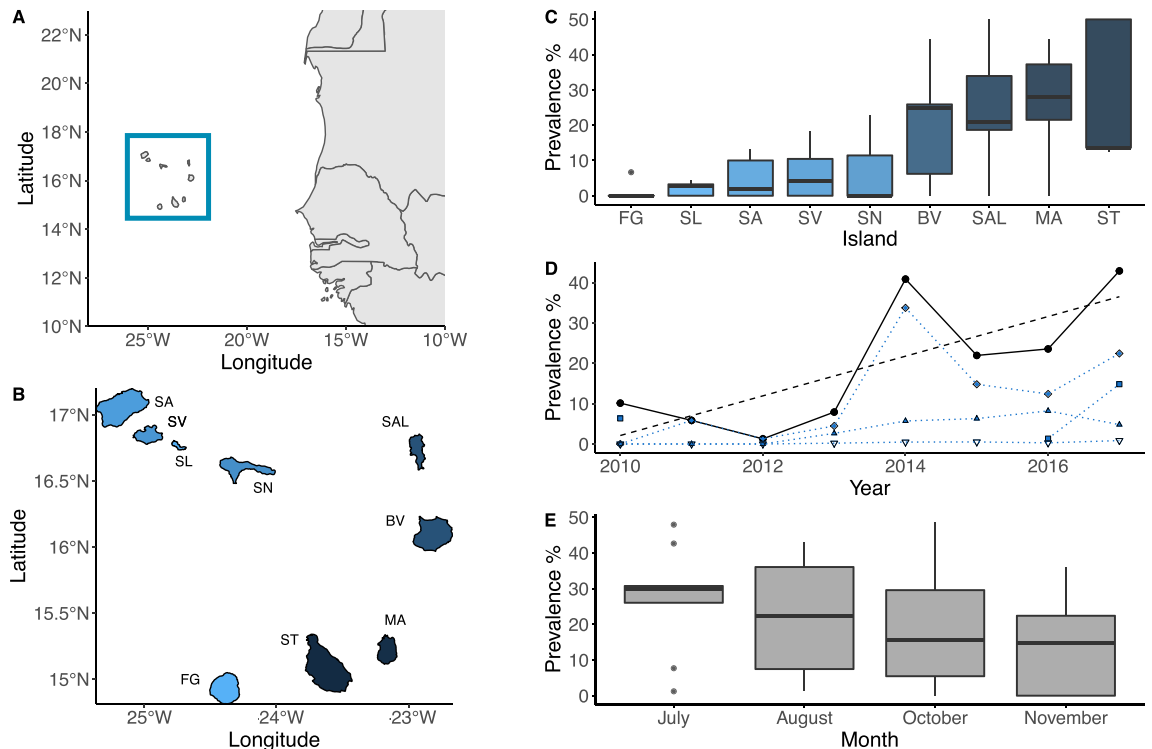 A
22°N
20°N
18°N
16°N
14°N
12°N
10°N
Latitude
25°W
20°W
15°W
10°W
Longitude
B
17°N
16.5°N
16°N
15.5°N
15°N
Latitude
SA
SV
SL
SN
SAL
BV
MA
ST
FG
25°W
24°W
23°W
Longitude
C
50
40
30
20
10
0
Prevalence %
FG SL SA SV SN BV SAL MA ST
Island
D
40
30
20
10
0
Prevalence %
2010 2012 2014 2016
Year
E
50
40
30
20
10
0
Prevalence %
July August October November
Month